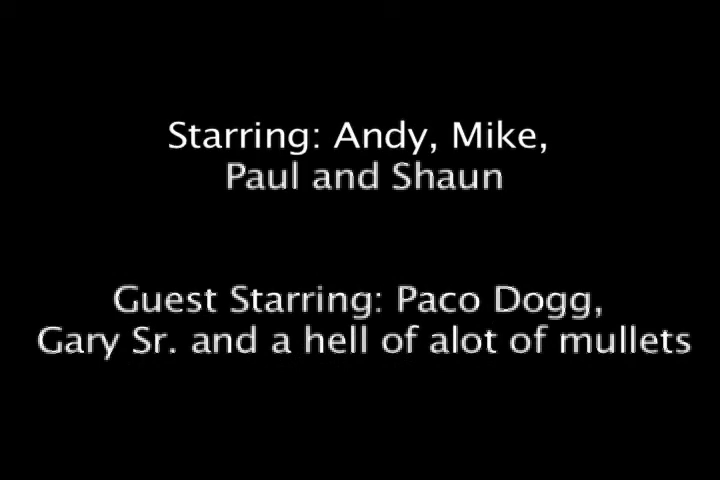 Starring: Andy, Mike,
Paul and Shaun
Guest Starring: Paco Dogg,
Gary Sr. and a hell of alot of mullets